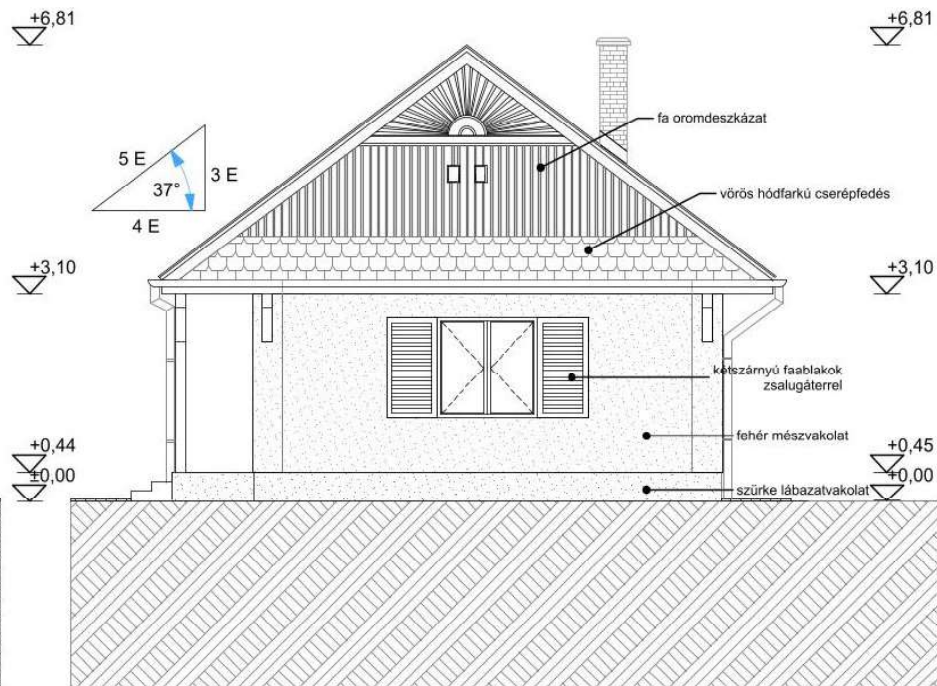 +6,81
+6,81
fa oromdeszkázat
5 E
3 E
37°
vörös hódfarkú cserépfedés
4 E
+3,10
+3,10
kétszárnyú faablakok
zsalugáterrel
fehér mészvakolat
+0,44
+0,45
±0,00
±0,00
szürke lábazatvakolat